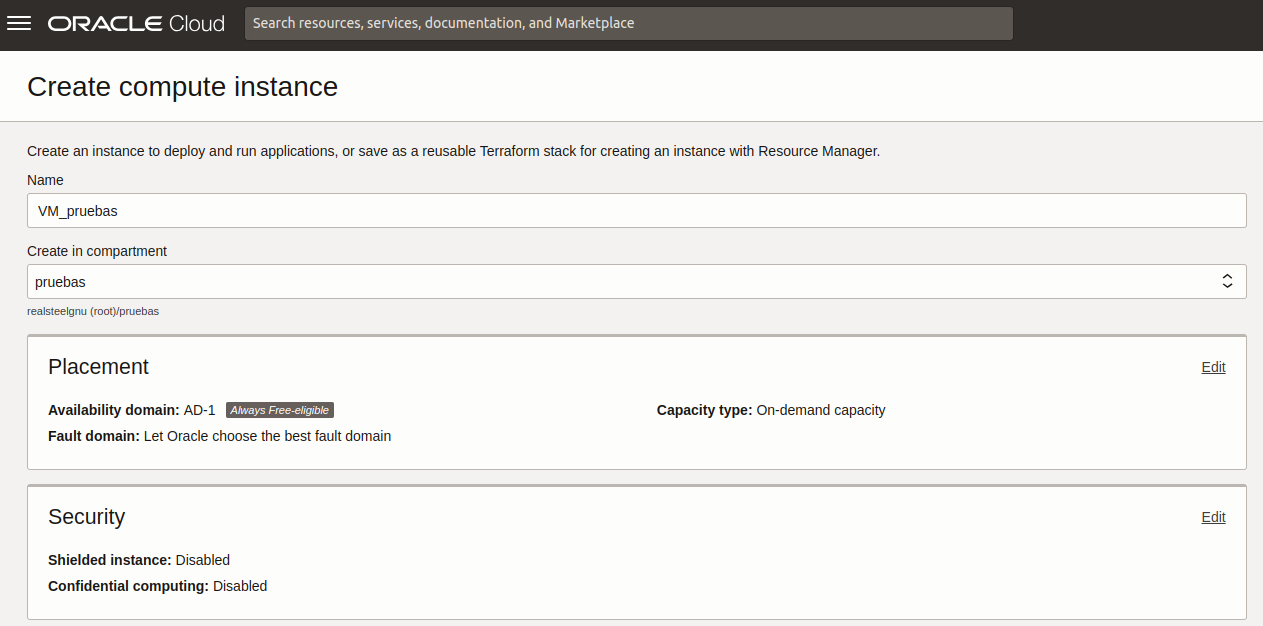 ORACLE Cloud
Search resources, services, documentation, and Marketplace
Create compute instance
Create an instance to deploy and run applications, or save as a reusable Terraform stack for creating an instance with Resource Manager.
Name
VM_pruebas
Create in compartment
pruebas
realsteelgnu (root)/pruebas
Placement
Edit
Availability domain: AD-1 Always Free-eligible
Capacity type: On-demand capacity
Fault domain: Let Oracle choose the best fault domain
Security
Edit
Shielded instance: Disabled
Confidential computing: Disabled